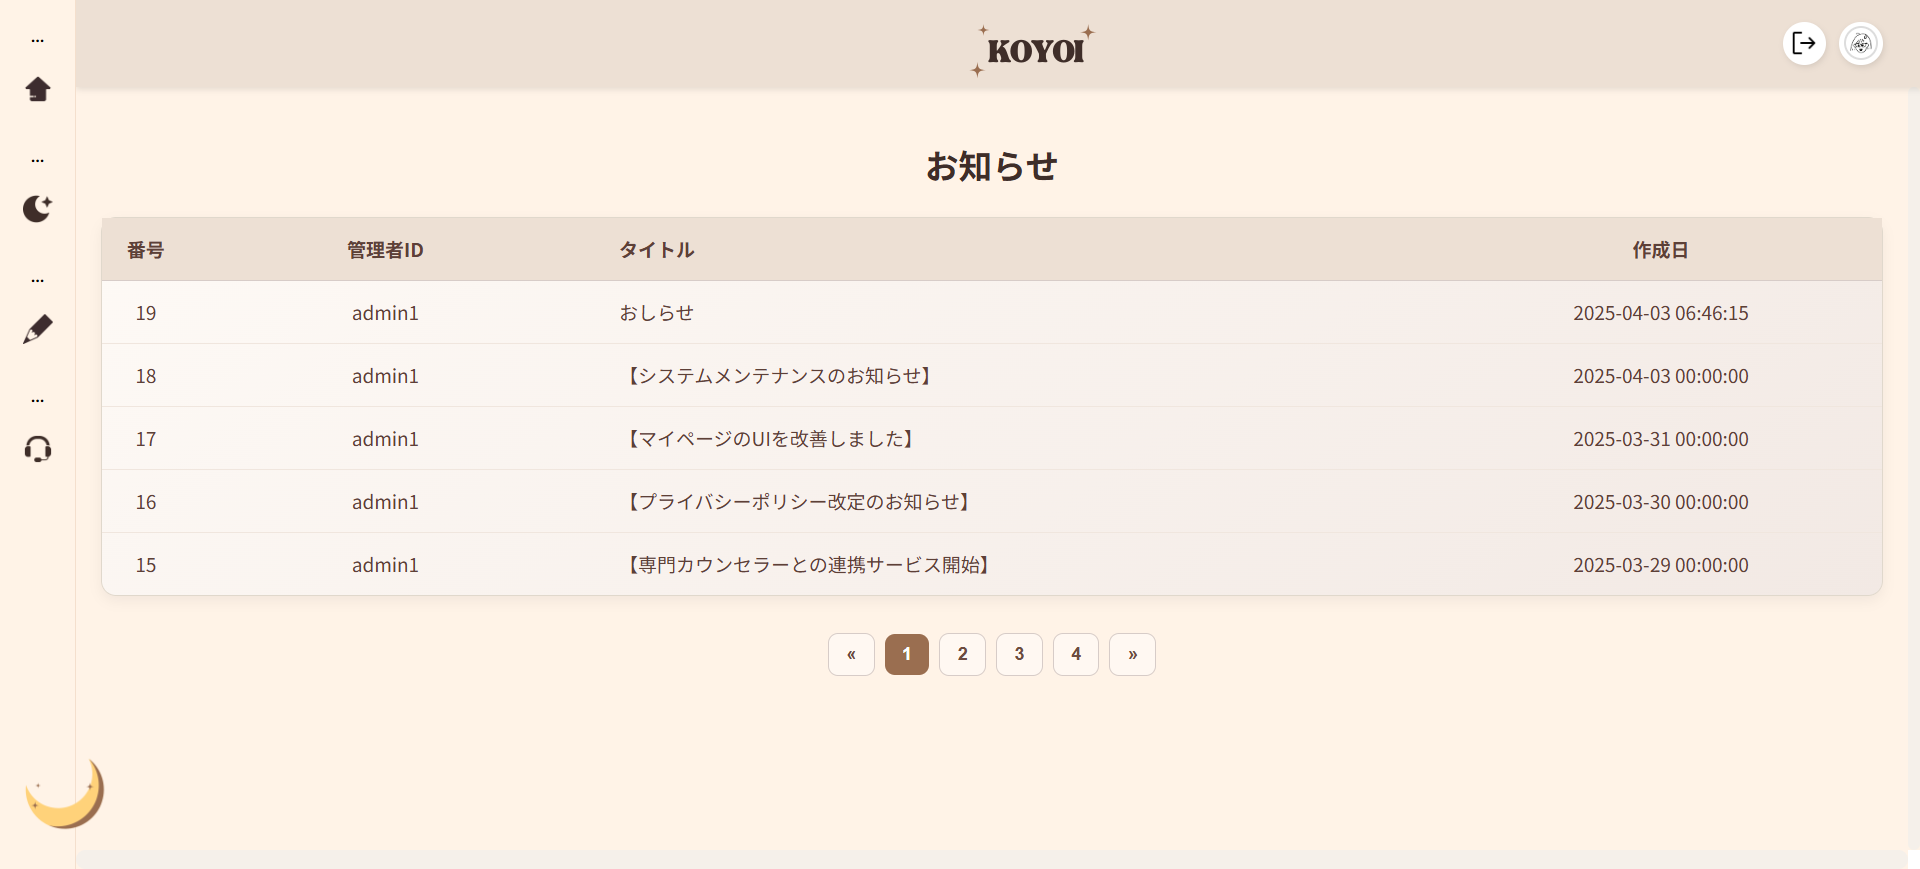 ...
...
...
...
KOYOI
お知らせ
番号 管理者ID タイトル 作成日
19 admin1 おしらせ 2025-04-03 06:46:15
18 admin1 【システムメンテナンスのお知らせ】 2025-04-03 00:00:00
17 admin1 【マイページのUIを改善しました】 2025-03-31 00:00:00
16 admin1 【プライバシーポリシー改定のお知らせ】 2025-03-30 00:00:00
15 admin1 【専門カウンセラーとの連携サービス開始】 2025-03-29 00:00:00
« 1 2 3 4 »